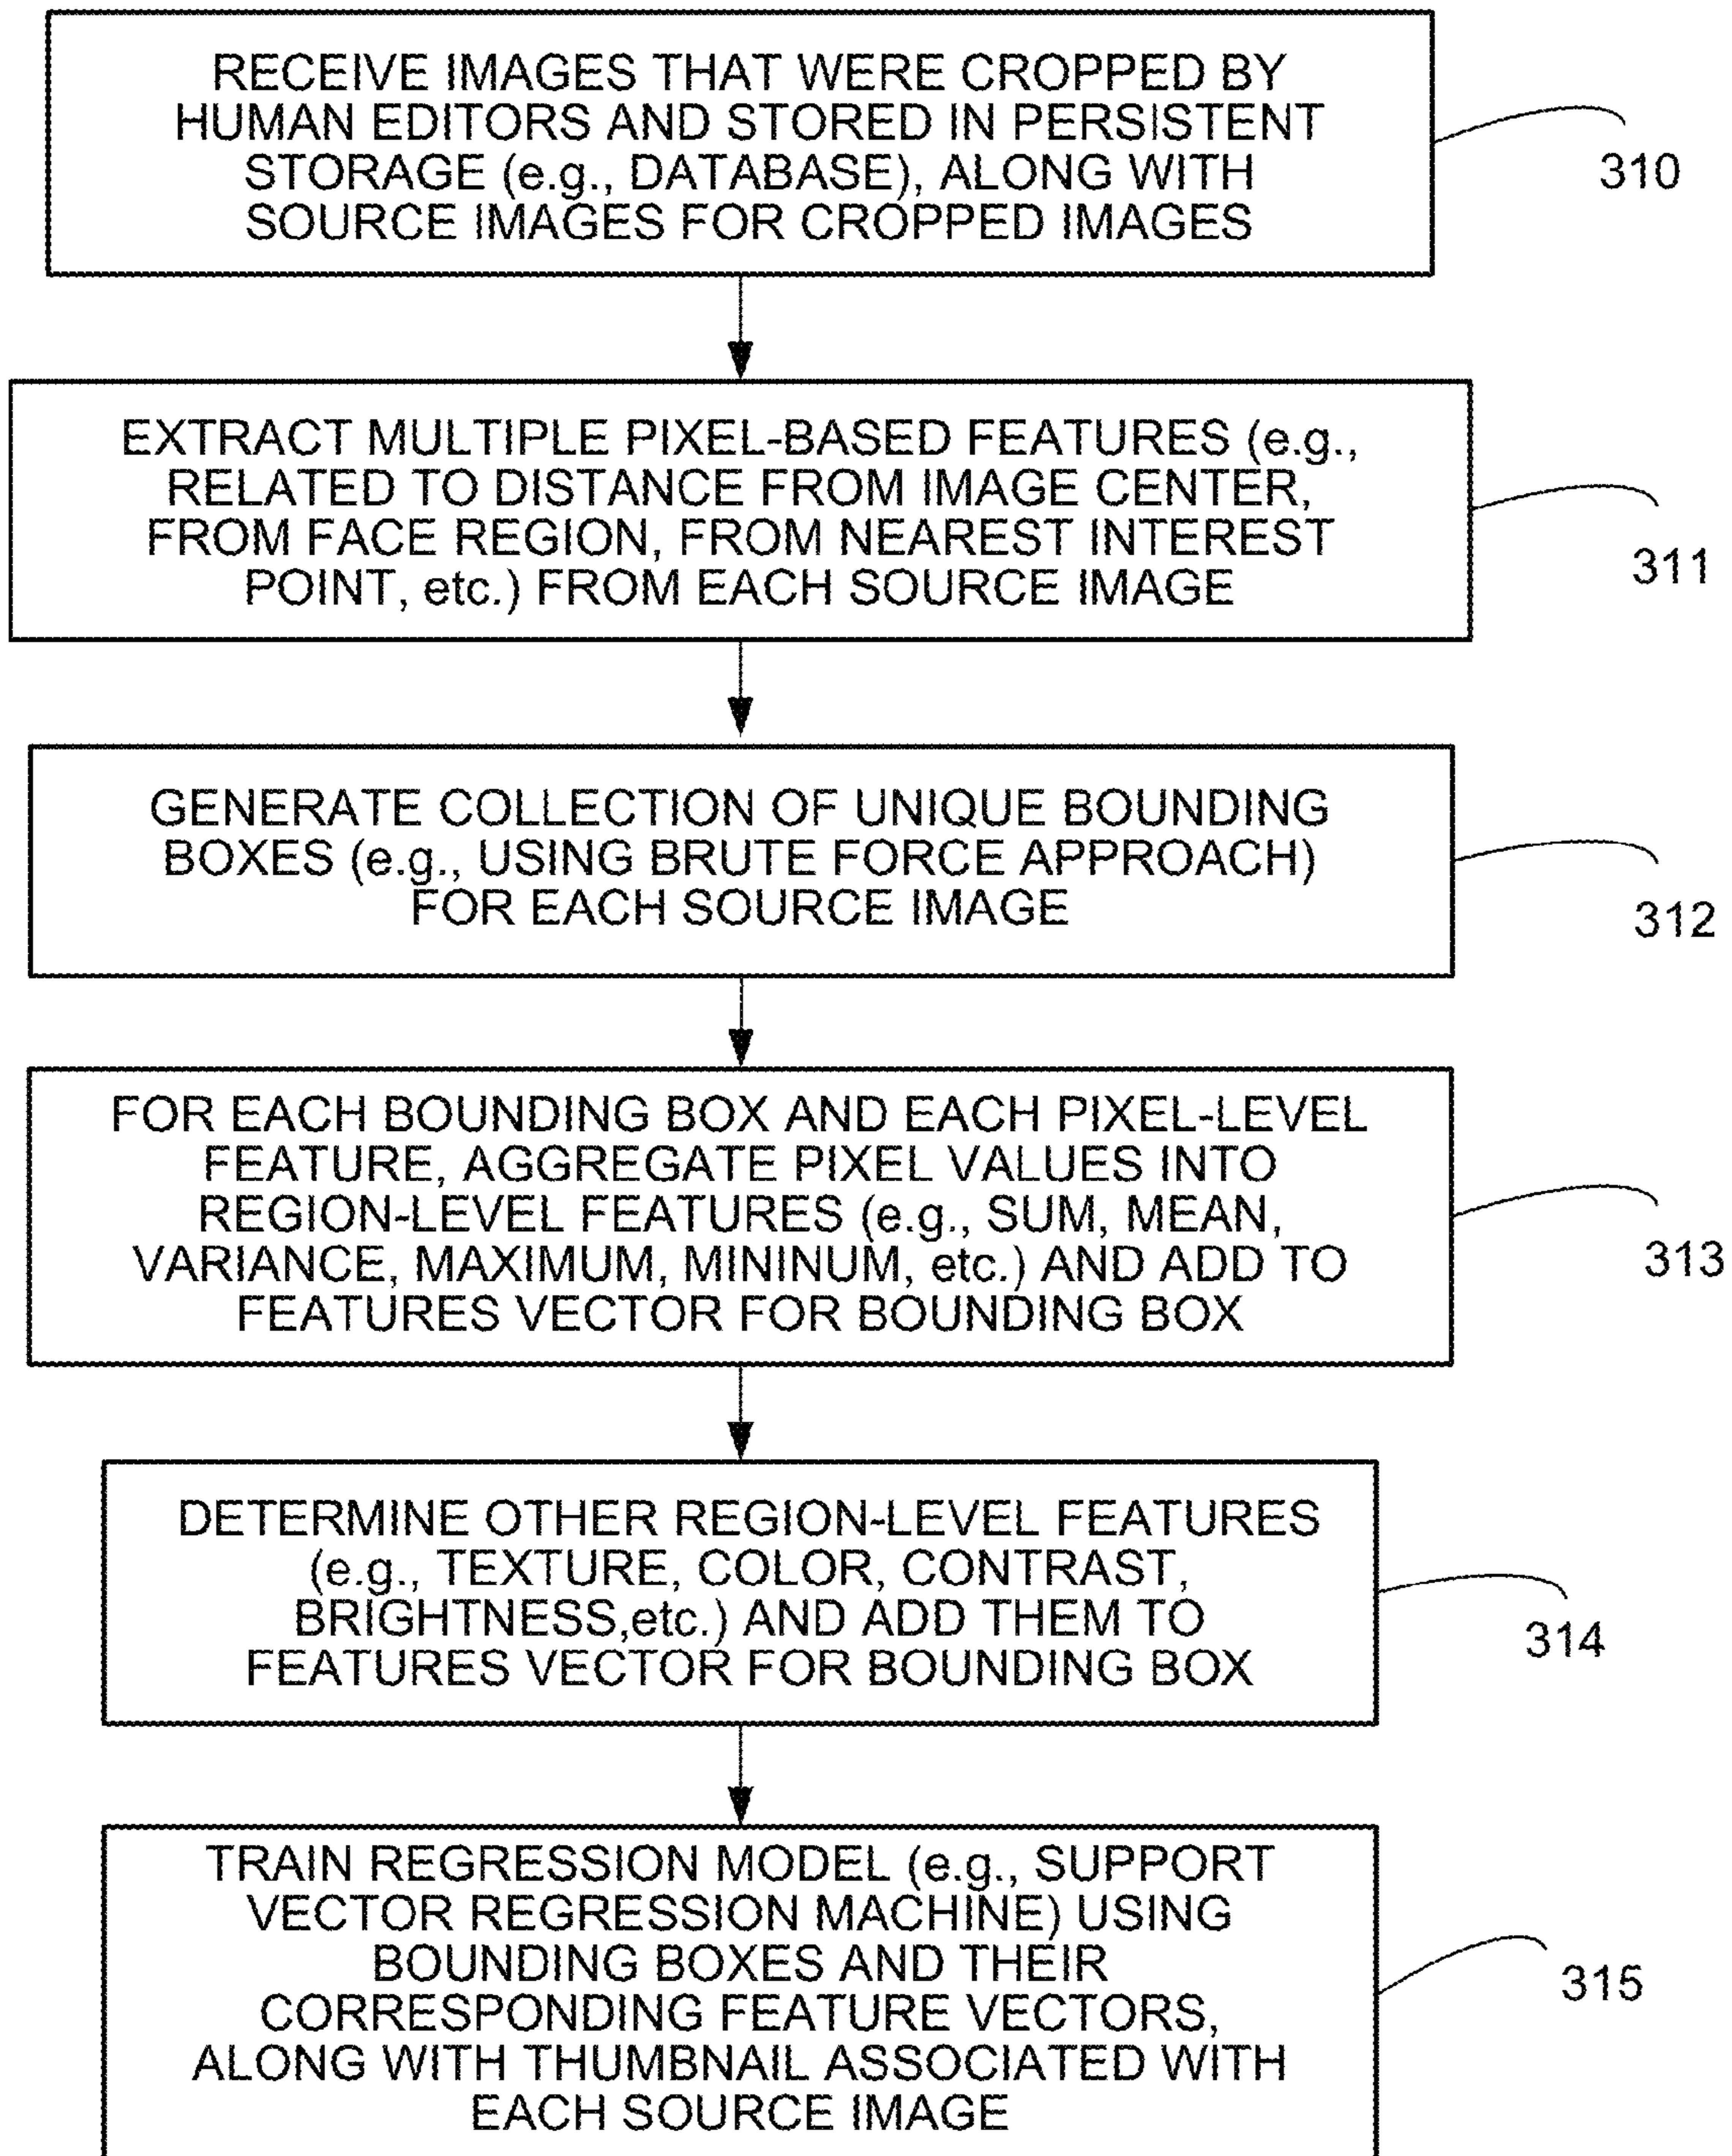 RECEIVE IMAGES THAT WERE CROPPED BY
HUMAN EDITORS AND STORED IN PERSISTENT
STORAGE (e.g., DATABASE), ALONG WITH
SOURCE IMAGES FOR CROPPED IMAGES
310
EXTRACT MULTIPLE PIXEL-BASED FEATURES (e.g.,
RELATED TO DISTANCE FROM IMAGE CENTER,
FROM FACE REGION, FROM NEAREST INTEREST
POINT, etc.) FROM EACH SOURCE IMAGE
311
GENERATE COLLECTION OF UNIQUE BOUNDING
BOXES (e.g., USING BRUTE FORCE APPROACH)
FOR EACH SOURCE IMAGE
312
FOR EACH BOUNDING BOX AND EACH PIXEL-LEVEL
FEATURE, AGGREGATE PIXEL VALUES INTO
REGION-LEVEL FEATURES (e.g., SUM, MEAN,
VARIANCE, MAXIMUM, MININUM, etc.) AND ADD TO
FEATURES VECTOR FOR BOUNDING BOX
313
DETERMINE OTHER REGION-LEVEL FEATURES
(e.g., TEXTURE, COLOR, CONTRAST,
BRIGHTNESS,etc.) AND ADD THEM TO
FEATURES VECTOR FOR BOUNDING BOX
314
TRAIN REGRESSION MODEL (e.g., SUPPORT
VECTOR REGRESSION MACHINE) USING
BOUNDING BOXES AND THEIR
CORRESPONDING FEATURE VECTORS,
ALONG WITH THUMBNAIL ASSOCIATED WITH
EACH SOURCE IMAGE
315